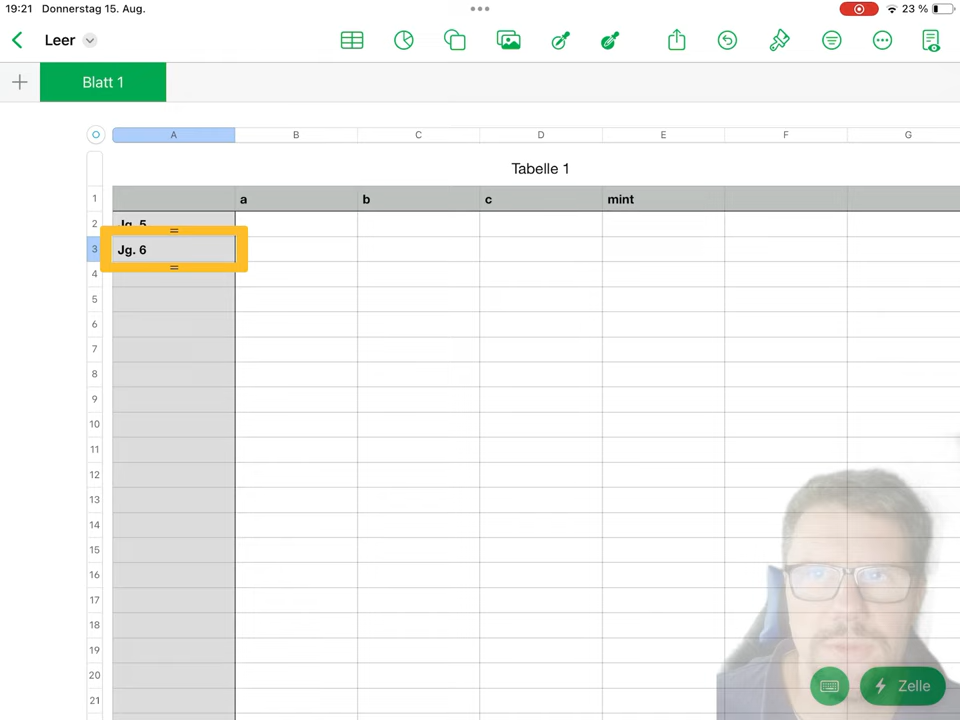 19:21 Donnerstag 15. Aug. 23 %
Leer
Blatt 1
A B C D E F G
Tabelle 1
1 a b c mint
2 Jg. 5
3 Jg. 6
4
5
6
7
8
9
10
11
12
13
14
15
16
17
18
19
20
21
Zelle